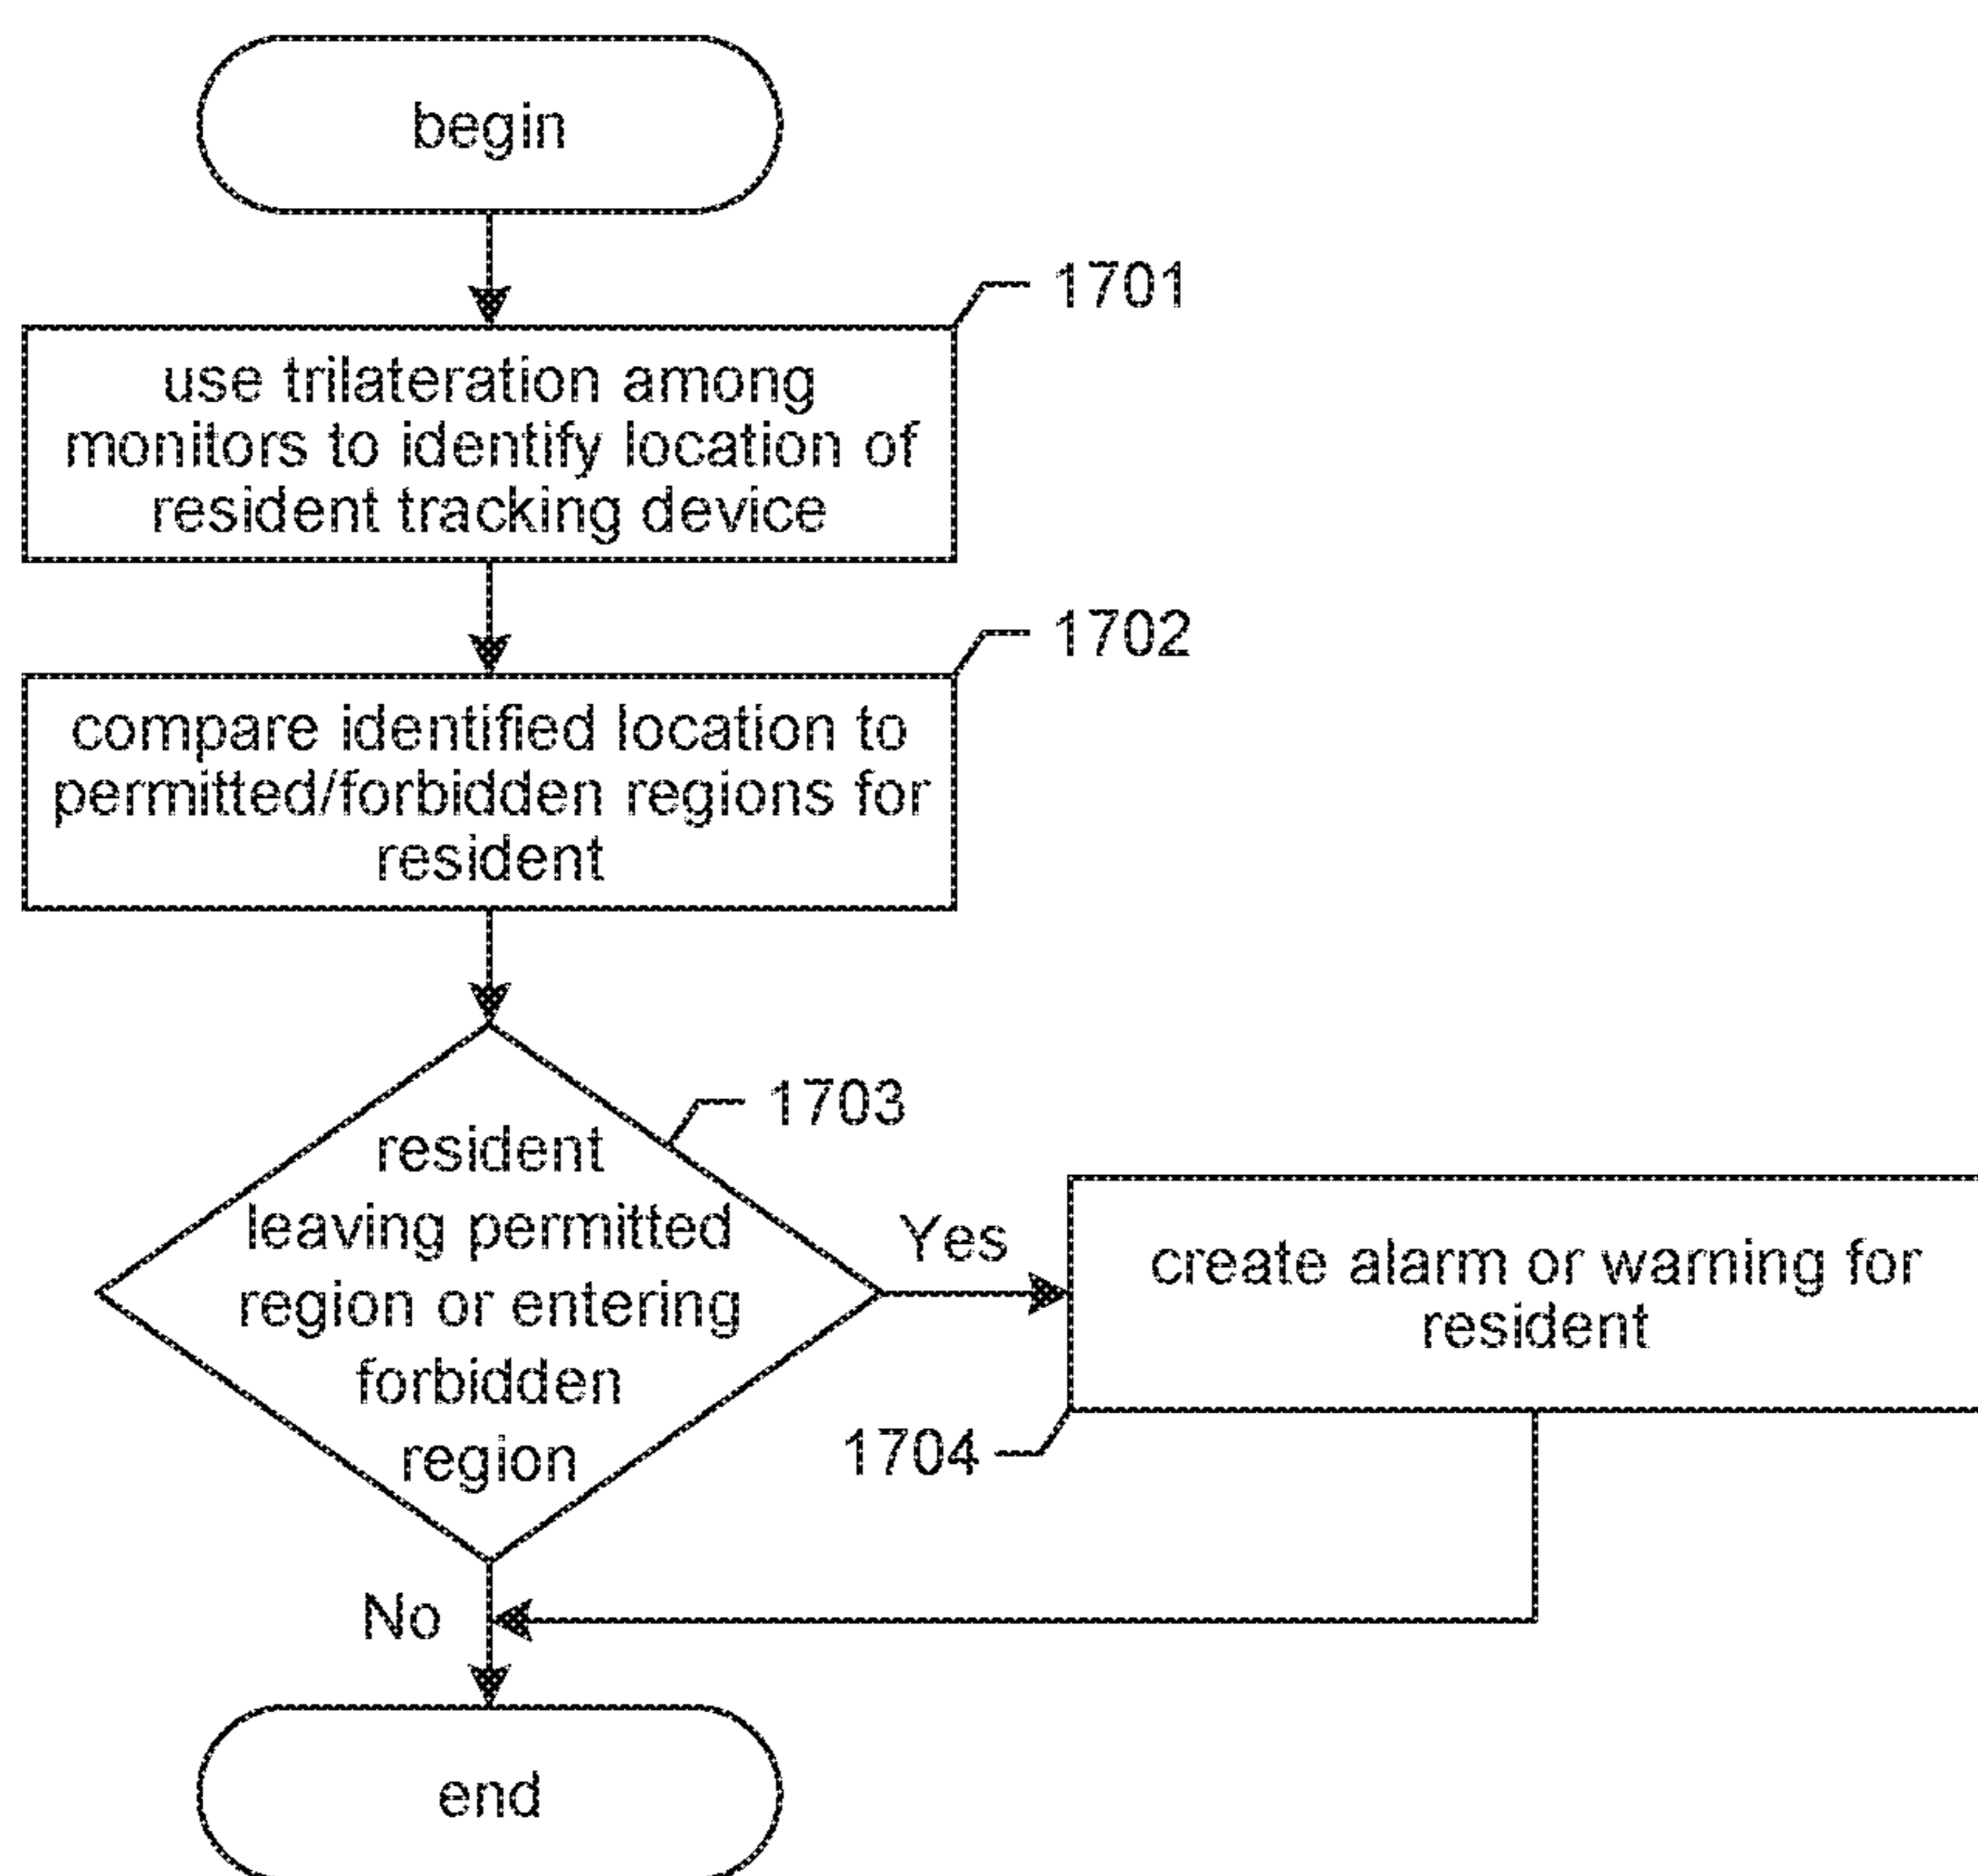 begin
1701
use trilateration among
monitors to identify location of
resident tracking device
1702
compare identified location to
permitted/forbidden regions for
resident
1703
resident
leaving permitted
region or entering
forbidden
region
Yes
create alarm or warning for
resident
1704
No
end